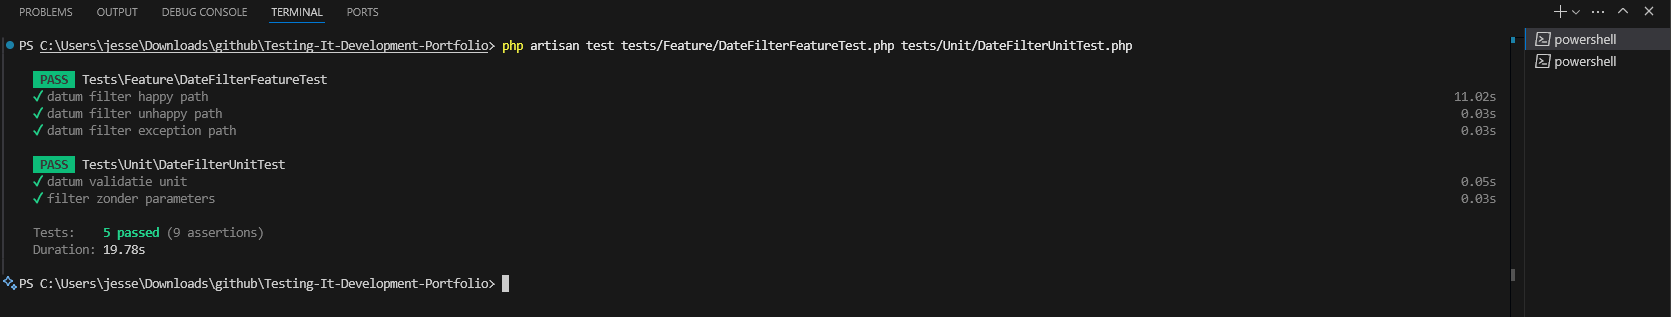 PROBLEMS OUTPUT DEBUG CONSOLE TERMINAL PORTS
PS C:\Users\jesse\Downloads\github\Testing-It-Development-Portfolio> php artisan test tests/Feature/DateFilterFeatureTest.php tests/Unit/DateFilterUnitTest.php
powershell
powershell
PASS Tests\Feature\DateFilterFeatureTest
✓ datum filter happy path 11.02s
✓ datum filter unhappy path 0.03s
✓ datum filter exception path 0.03s
PASS Tests\Unit\DateFilterUnitTest
✓ datum validatie unit 0.05s
✓ filter zonder parameters 0.03s
Tests: 5 passed (9 assertions)
Duration: 19.78s
PS C:\Users\jesse\Downloads\github\Testing-It-Development-Portfolio>